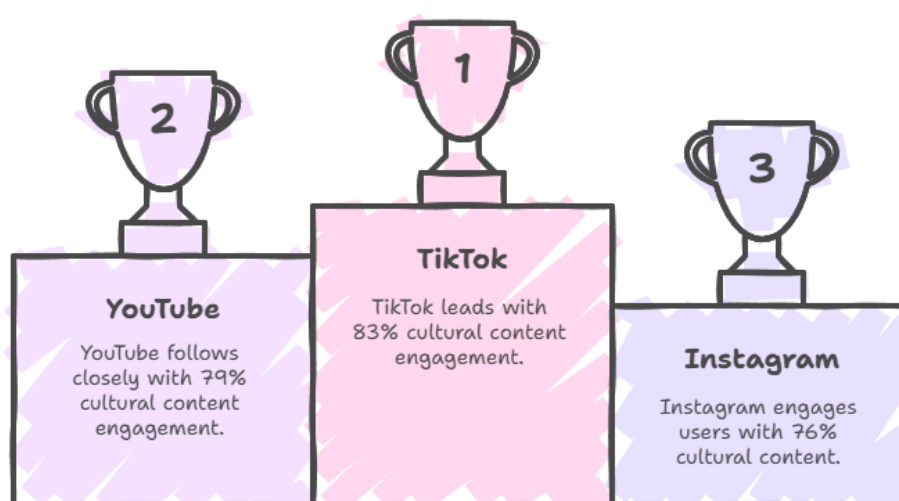 2
YouTube
YouTube follows
closely with 79%
cultural content
engagement.
1
TikTok
TikTok leads with
83% cultural content
engagement.
3
Instagram
Instagram engages
users with 76%
cultural content.